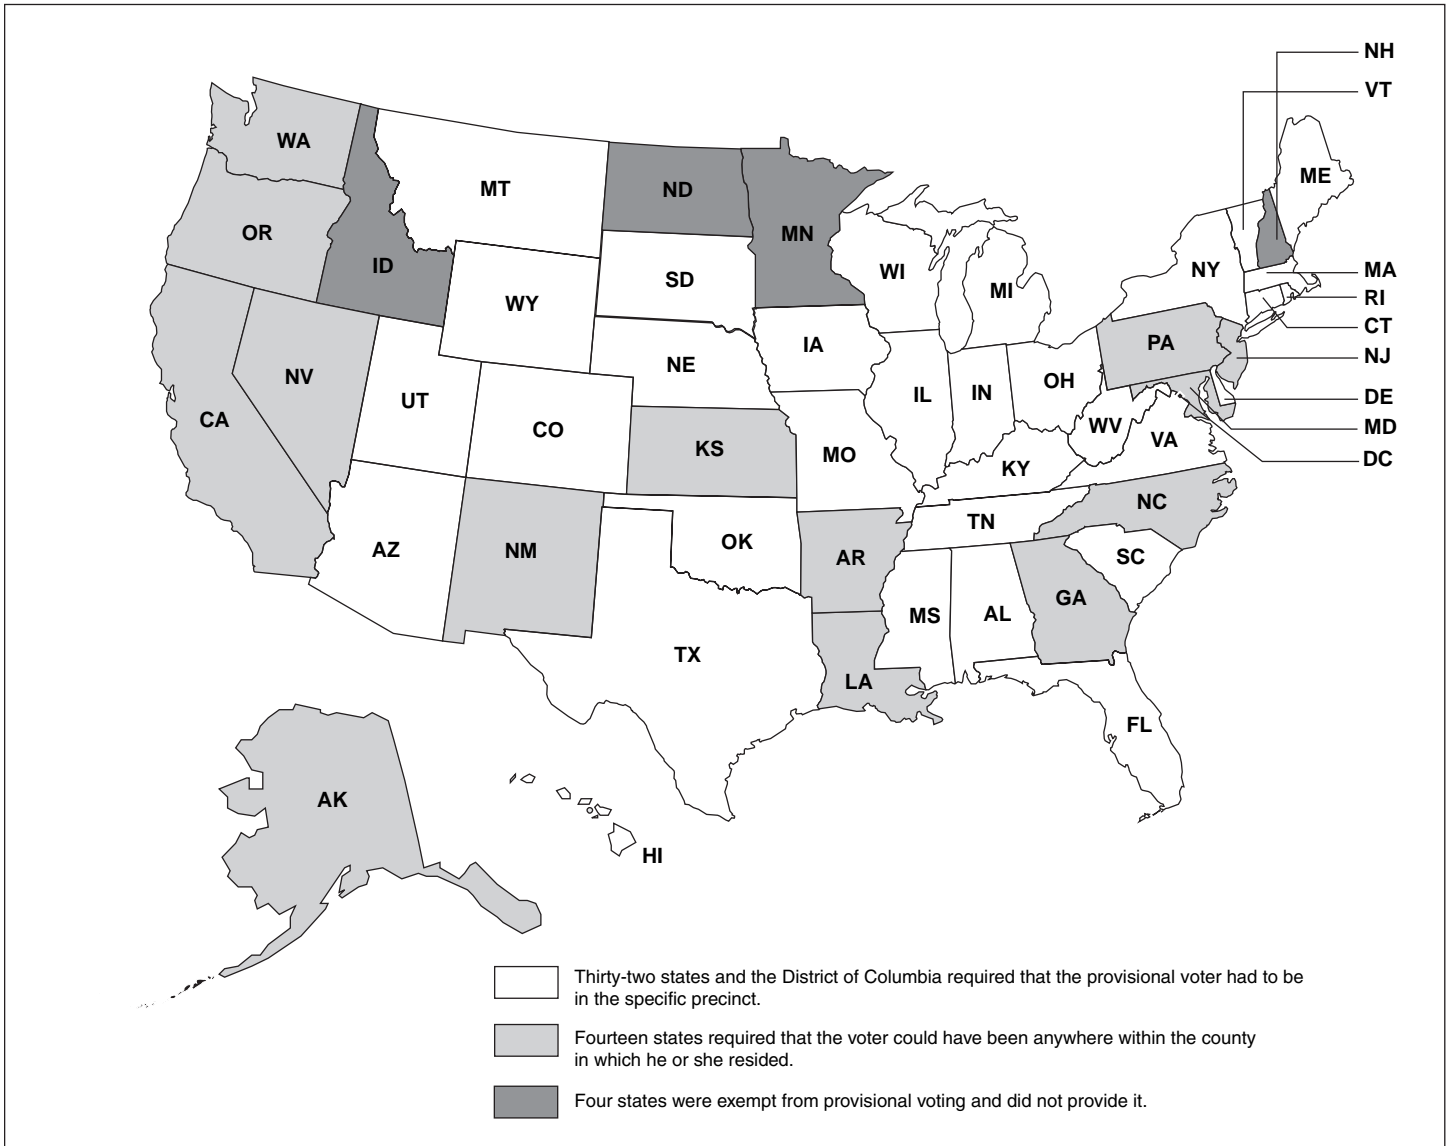 NH
VT
WA
ME
MT
ND
OR
MN
ID
NY
MA
WI
SD
MI
RI
WY
CT
PA
IA
NJ
NE
NV
OH
IL
IN
DE
UT
CA
WV
MD
CO
VA
KS
MO
DC
KY
NC
TN
OK
AZ
NM
AR
SC
GA
MS
AL
TX
LA
FL
AK
HI
Thirty-two states and the District of Columbia required that the provisional voter had to be
in the specific precinct.
Fourteen states required that the voter could have been anywhere within the county
in which he or she resided.
Four states were exempt from provisional voting and did not provide it.